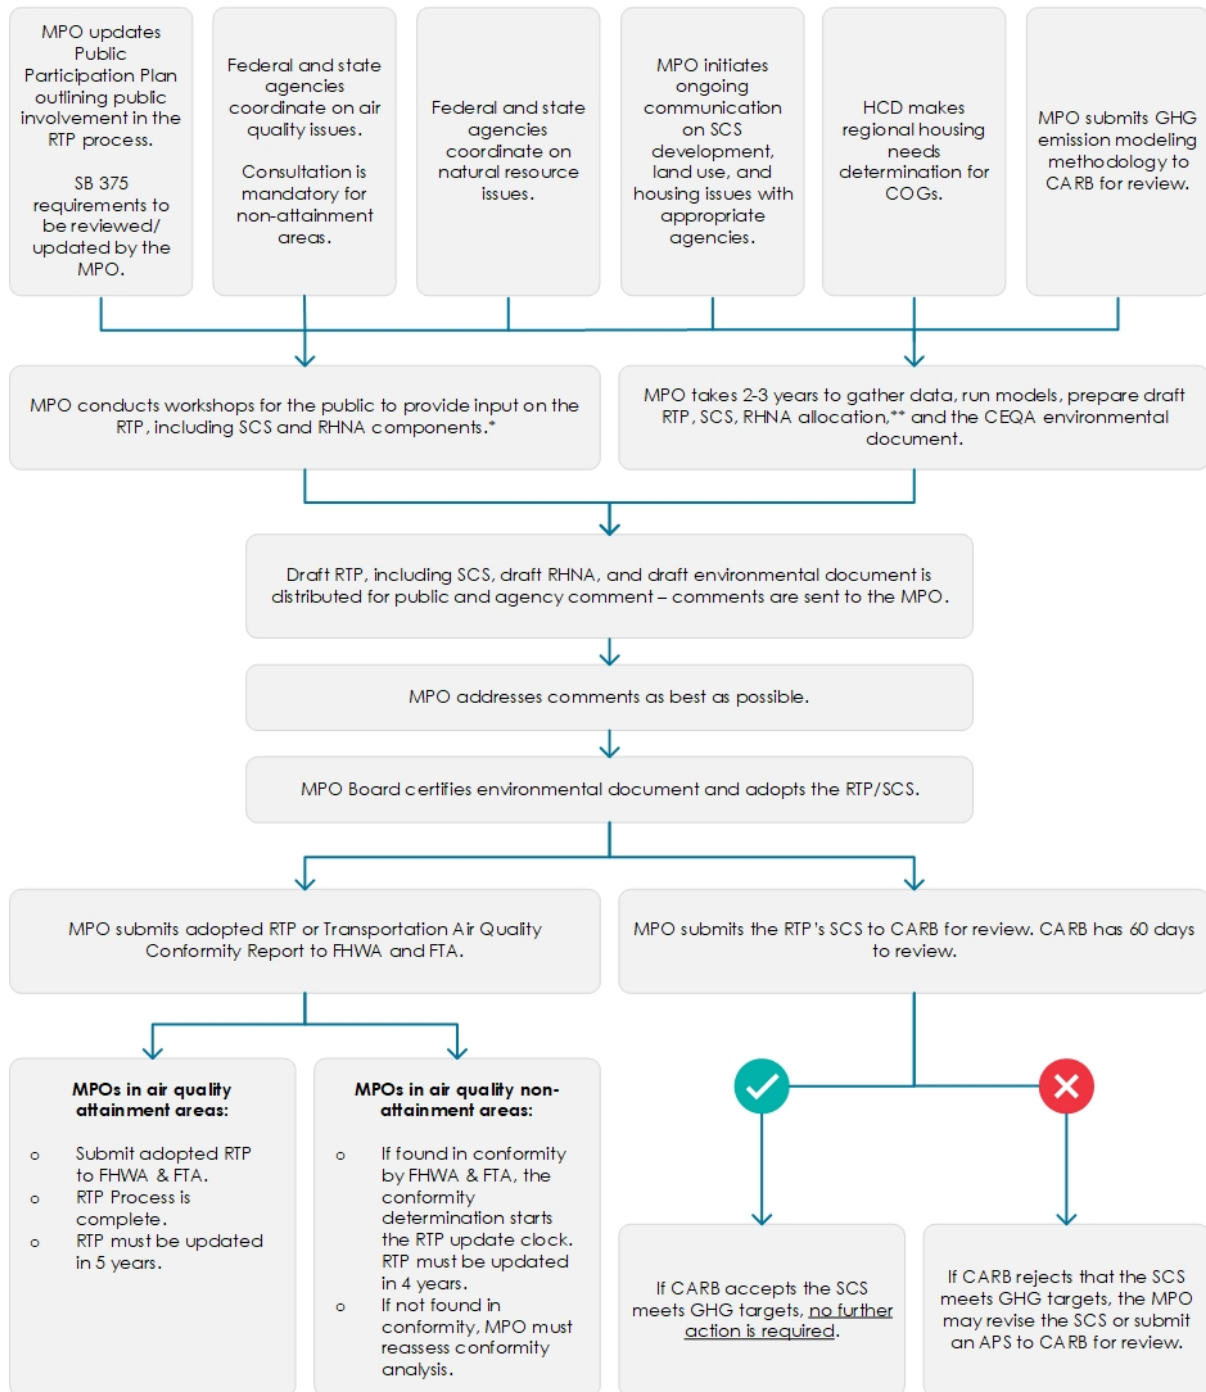 MPO updates
Public
Participation Plan
outlining public
involvement in the
RTP process.
SB 375
requirements to
be reviewed/
updated by the
MPO.
Federal and state
agencies
coordinate on air
quality issues.
Consultation is
mandatory for
non-attainment
areas.
Federal and state
agencies
coordinate on
natural resource
issues.
MPO initiates
ongoing
communication
on SCS
development,
land use, and
housing issues with
appropriate
agencies.
HCD makes
regional housing
needs
determination for
COGs.
MPO submits GHG
emission modeling
methodology to
CARB for review.
MPO conducts workshops for the public to provide input on the
RTP, including SCS and RHNA components.*
MPO takes 2-3 years to gather data, run models, prepare draft
RTP, SCS, RHNA allocation,** and the CEQA environmental
document.
Draft RTP, including SCS, draft RHNA, and draft environmental document is
distributed for public and agency comment – comments are sent to the MPO.
MPO addresses comments as best as possible.
MPO Board certifies environmental document and adopts the RTP/SCS.
MPO submits adopted RTP or Transportation Air Quality
Conformity Report to FHWA and FTA.
MPO submits the RTP's SCS to CARB for review. CARB has 60 days
to review.
MPOs in air quality
attainment areas:
o Submit adopted RTP
to FHWA & FTA.
o RTP Process is
complete.
o RTP must be updated
in 5 years.
MPOs in air quality non-
attainment areas:
o If found in conformity
by FHWA & FTA, the
conformity
determination starts
the RTP update clock.
RTP must be updated
in 4 years.
o If not found in
conformity, MPO must
reassess conformity
analysis.
If CARB accepts the SCS
meets GHG targets, no further
action is required.
If CARB rejects that the SCS
meets GHG targets, the MPO
may revise the SCS or submit
an APS to CARB for review.